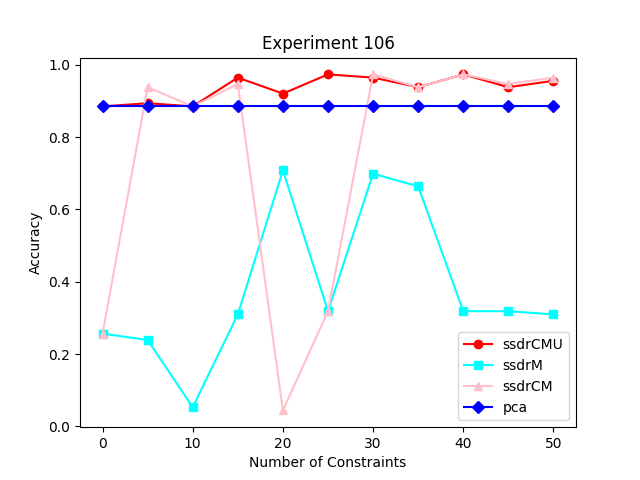 Experiment 106
Accuracy
1.0
0.8
0.6
0.4
0.2
0.0
0 10 20 30 40 50
Number of Constraints
ssdrCMU
ssdrM
ssdrCM
pca